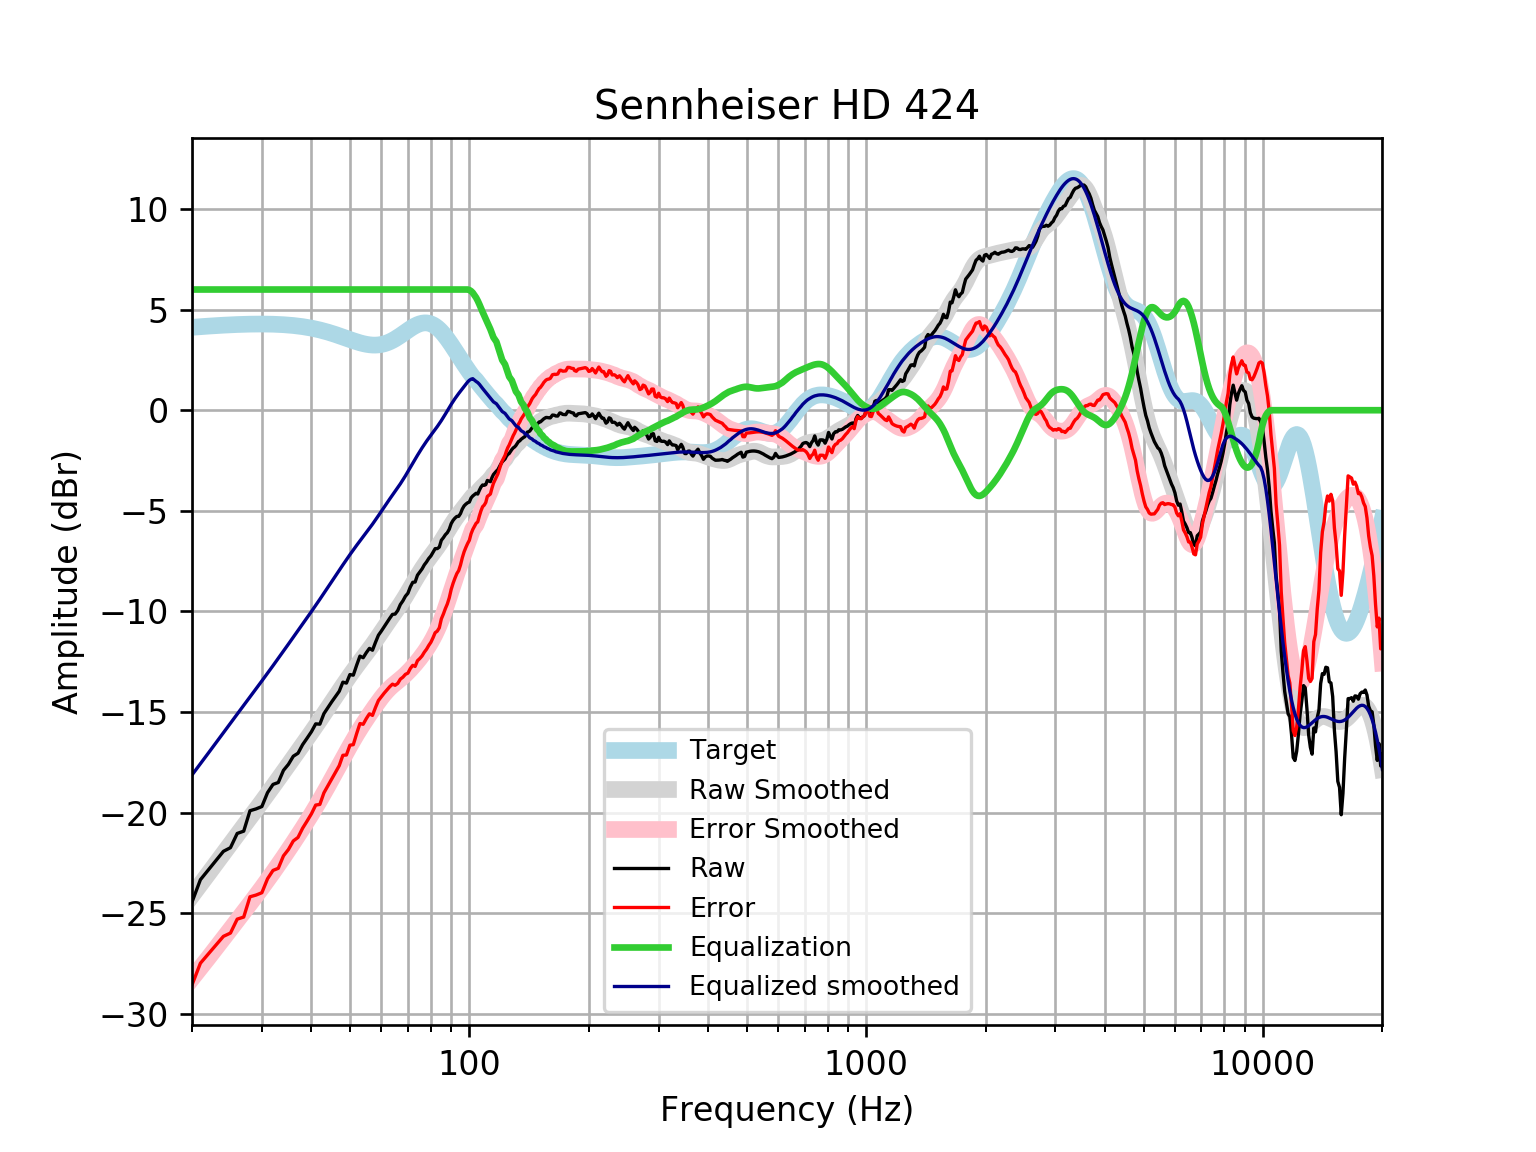 Sennheiser HD 424
Amplitude (dBr)
10
5
0
−5
−10
−15
−20
−25
−30
Target
Raw Smoothed
Error Smoothed
Raw
Error
Equalization
Equalized smoothed
100
1000
10000
Frequency (Hz)